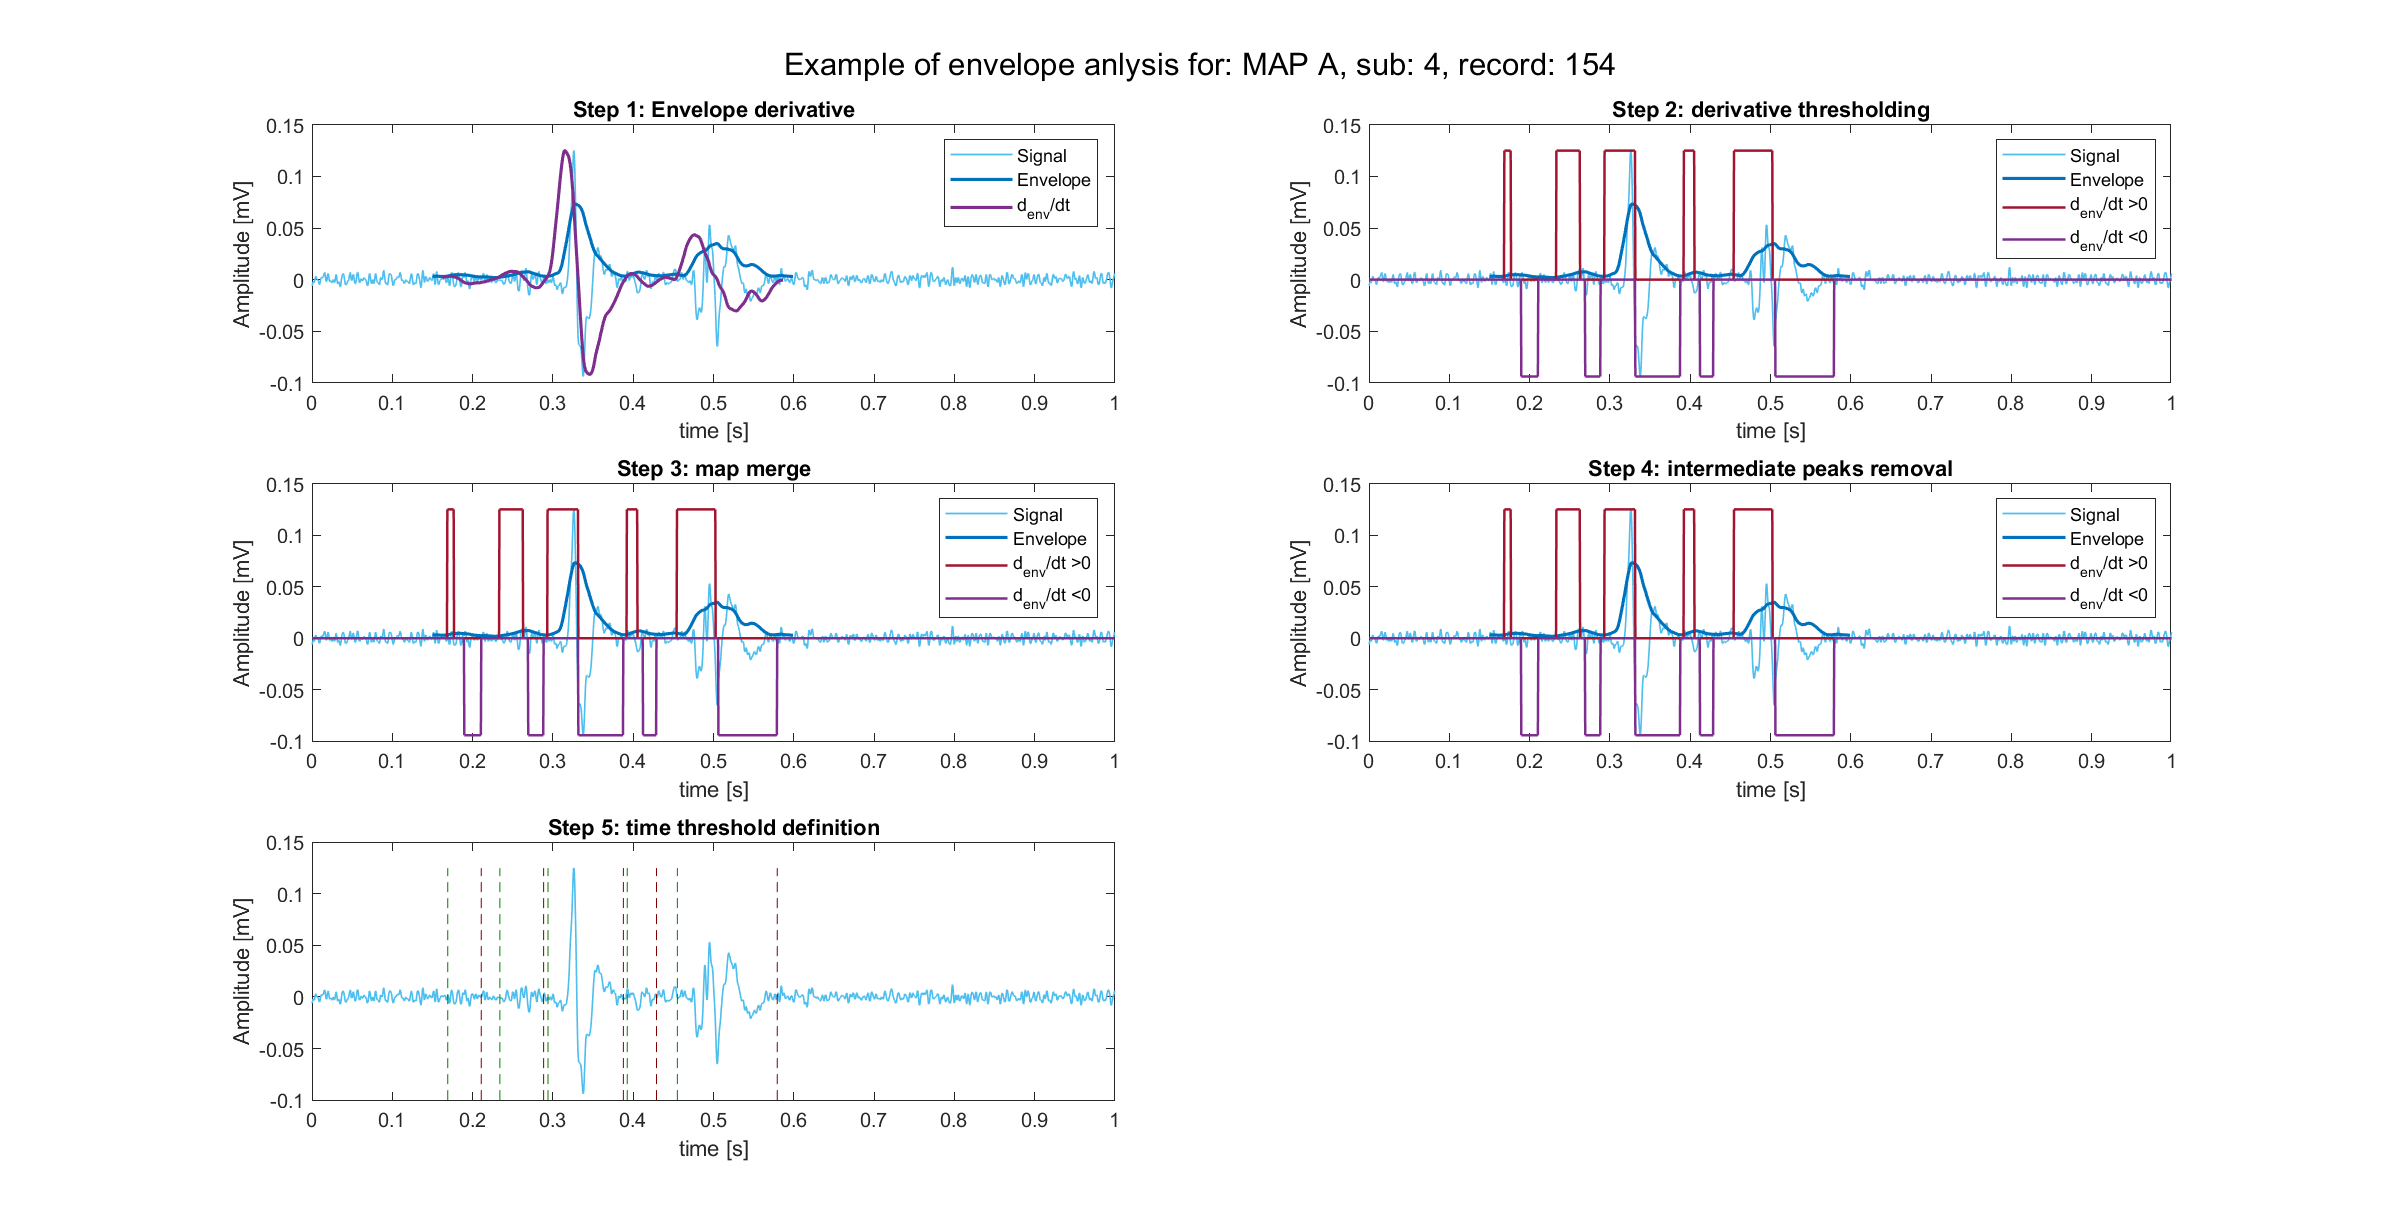 Example of envelope anlysis for: MAP A, sub: 4, record: 154
Step 1: Envelope derivative
0.15
0.1
0.05
0
-0.05
-0.1
Amplitude [mV]
0 0.1 0.2 0.3 0.4 0.5 0.6 0.7 0.8 0.9 1
time [s]
Signal
Envelope
d_env/dt
Step 2: derivative thresholding
0.15
0.1
0.05
0
-0.05
-0.1
Amplitude [mV]
0 0.1 0.2 0.3 0.4 0.5 0.6 0.7 0.8 0.9 1
time [s]
Signal
Envelope
d_env/dt >0
d_env/dt <0
Step 3: map merge
0.15
0.1
0.05
0
-0.05
-0.1
Amplitude [mV]
0 0.1 0.2 0.3 0.4 0.5 0.6 0.7 0.8 0.9 1
time [s]
Signal
Envelope
d_env/dt >0
d_env/dt <0
Step 4: intermediate peaks removal
0.15
0.1
0.05
0
-0.05
-0.1
Amplitude [mV]
0 0.1 0.2 0.3 0.4 0.5 0.6 0.7 0.8 0.9 1
time [s]
Signal
Envelope
d_env/dt >0
d_env/dt <0
Step 5: time threshold definition
0.15
0.1
0.05
0
-0.05
-0.1
Amplitude [mV]
0 0.1 0.2 0.3 0.4 0.5 0.6 0.7 0.8 0.9 1
time [s]